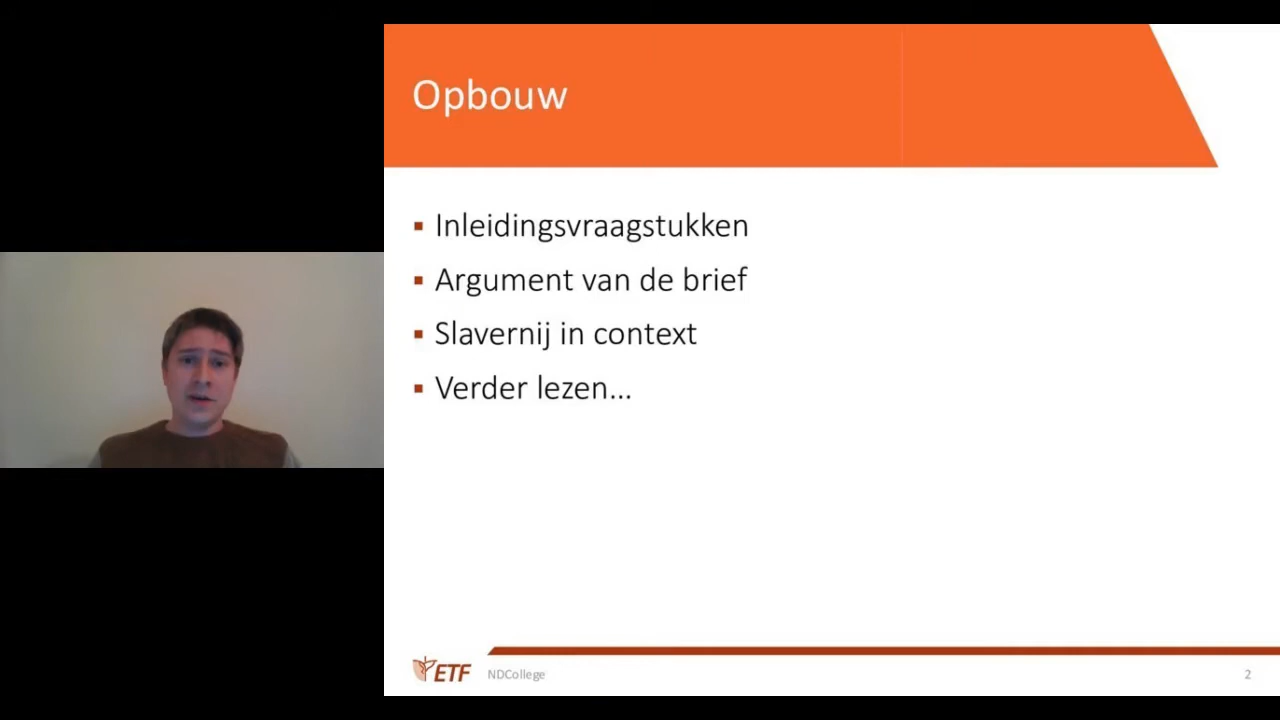 Opbouw
Inleidingsvraagstukken
Argument van de brief
Slavernij in context
Verder lezen...
ETF
NDCollege
2